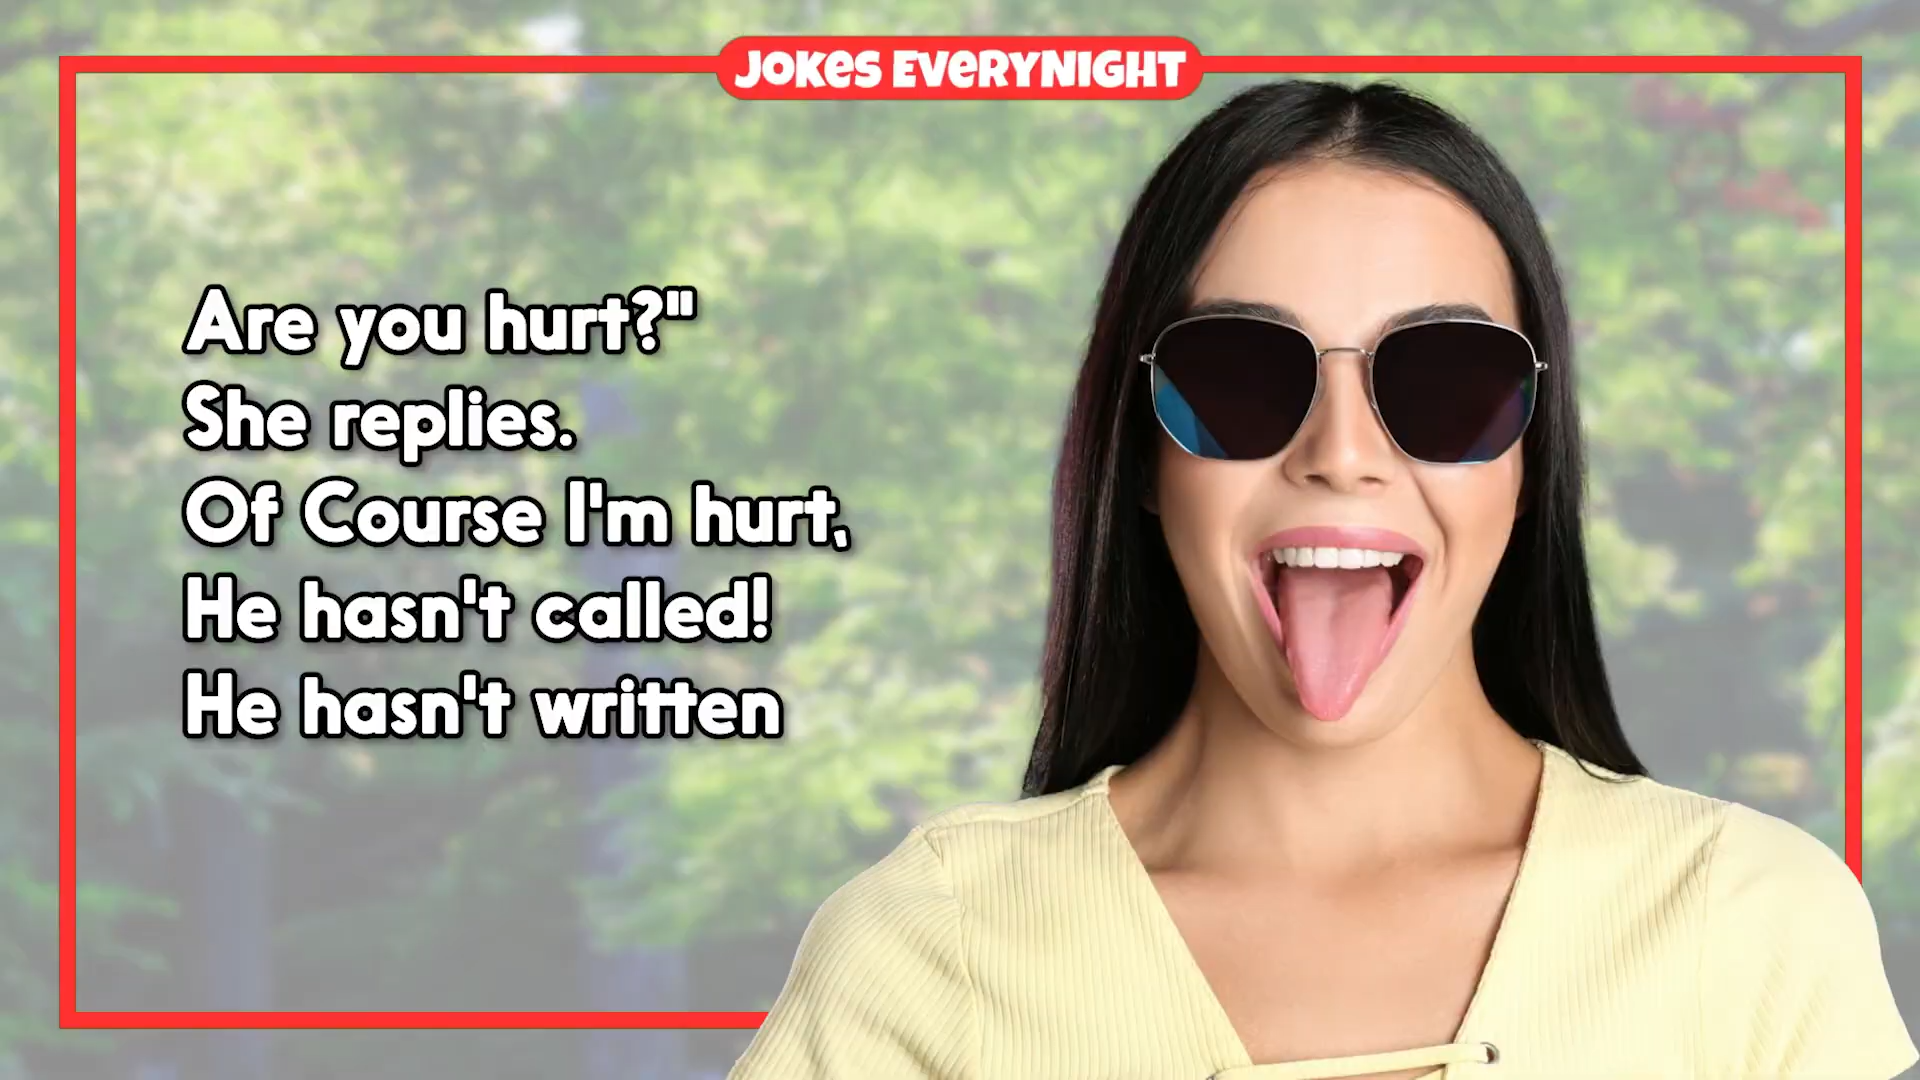 JOKES EVERYNIGHT
Are you hurt?"
She replies.
Of Course I'm hurt,
He hasn't called!
He hasn't written